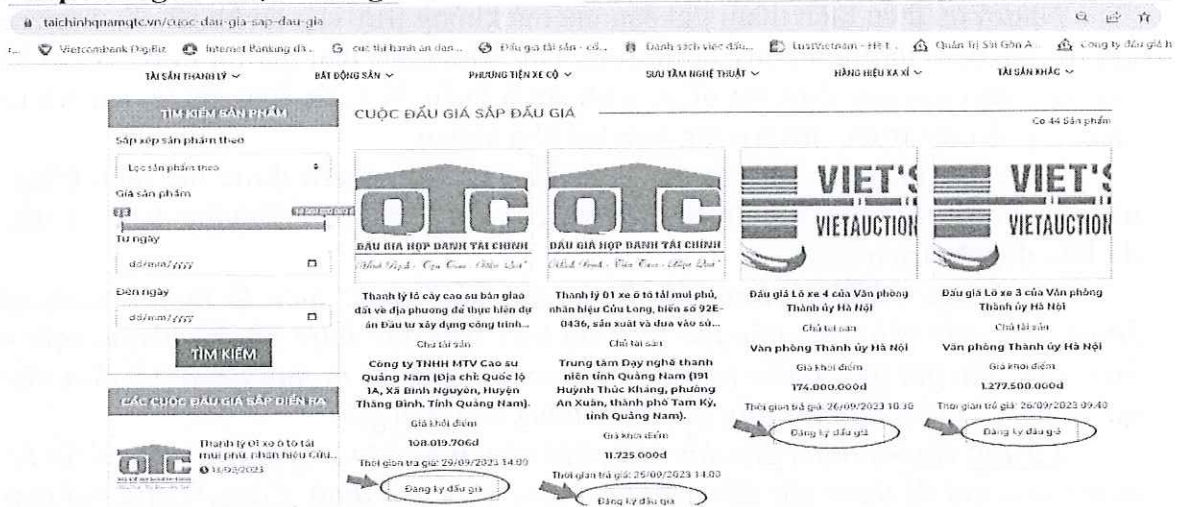 taichinhqnamqtc.vn/cuoc-dau-gia-sap-dau-gia
Vietcombank DigiBiz
Internet Banking dà...
cục thi hành án dan...
Đấu giá tài sản - cổ...
Danh sách việc đấu...
LuatVietnam - Hệ t...
Quản Trị Sài Gòn A...
Công ty đấu giá h
TÀI SẢN THANH LÝ
BẤT ĐỘNG SẢN
PHƯƠNG TIỆN XE CỘ
SƯU TẦM NGHỆ THUẬT
HÀNG HIỆU XA XỈ
TÀI SẢN KHÁC
TÌM KIẾM SẢN PHẨM
Sắp xếp sản phẩm theo
Lọc sản phẩm theo
Giá sản phẩm
Từ ngày
dd/mm/yyyy
Đến ngày
dd/mm/yyyy
TÌM KIẾM
CÁC CUỘC ĐẤU GIÁ SẮP DIỄN RA
Thanh lý 01 xe ô tô tải
mui phủ, nhãn hiệu Cửu...
CUỘC ĐẤU GIÁ SẮP ĐẤU GIÁ
Có 44 Sản phẩm
QTC
ĐẤU GIÁ HỢP DANH TÀI CHÍNH
Thanh lý lô cây cao su bàn giao
đất về địa phương để thực hiện dự
án Đầu tư xây dựng công trình...
Chủ tài sản
Công ty TNHH MTV Cao su
Quảng Nam (Địa chỉ: Quốc lộ
1A, Xã Bình Nguyên, Huyện
Thăng Bình, Tỉnh Quảng Nam).
Giá khởi điểm
108.019.706đ
Thời gian trả giá: 29/09/2023 14:00
Đăng ký đấu giá
QTC
ĐẤU GIÁ HỢP DANH TÀI CHÍNH
Thanh lý 01 xe ô tô tải mui phủ,
nhãn hiệu Cửu Long, biển số 92E-
0436, sản xuất và đưa vào sử...
Chủ tài sản
Trung tâm Dạy nghề thanh
niên tỉnh Quảng Nam (191
Huỳnh Thúc Kháng, phường
An Xuân, thành phố Tam Kỳ,
tỉnh Quảng Nam).
Giá khởi điểm
11.725.000đ
Thời gian trả giá: 25/09/2023 14:00
Đăng ký đấu giá
VIET'S
VIETAUCTION
Đấu giá Lô xe 4 của Văn phòng
Thành ủy Hà Nội
Chủ tài sản
Văn phòng Thành ủy Hà Nội
Giá khởi điểm
174.800.000đ
Thời gian trả giá: 26/09/2023 10:30
Đăng ký đấu giá
VIET'S
VIETAUCTION
Đấu giá Lô xe 3 của Văn phòng
Thành ủy Hà Nội
Chủ tài sản
Văn phòng Thành ủy Hà Nội
Giá khởi điểm
1.277.500.000đ
Thời gian trả giá: 26/09/2023 09:40
Đăng ký đấu giá